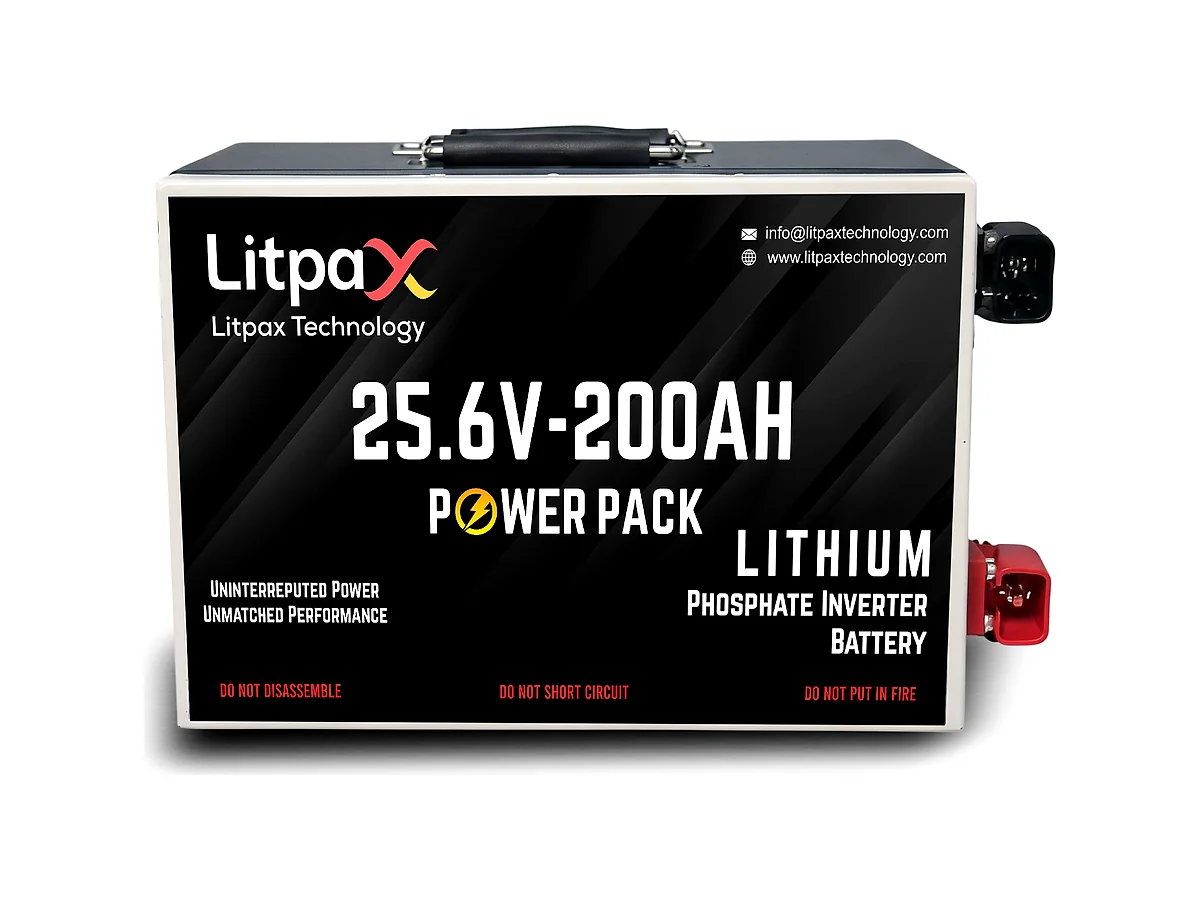 Litpax
Litpax Technology
info@litpaxtechnology.com
www.litpaxtechnology.com
25.6V-200AH
POWER PACK
LITHIUM
PHOSPHATE INVERTER
BATTERY
UNINTERREPUTED POWER
UNMATCHED PERFORMANCE
DO NOT DISASSEMBLE
DO NOT SHORT CIRCUIT
DO NOT PUT IN FIRE